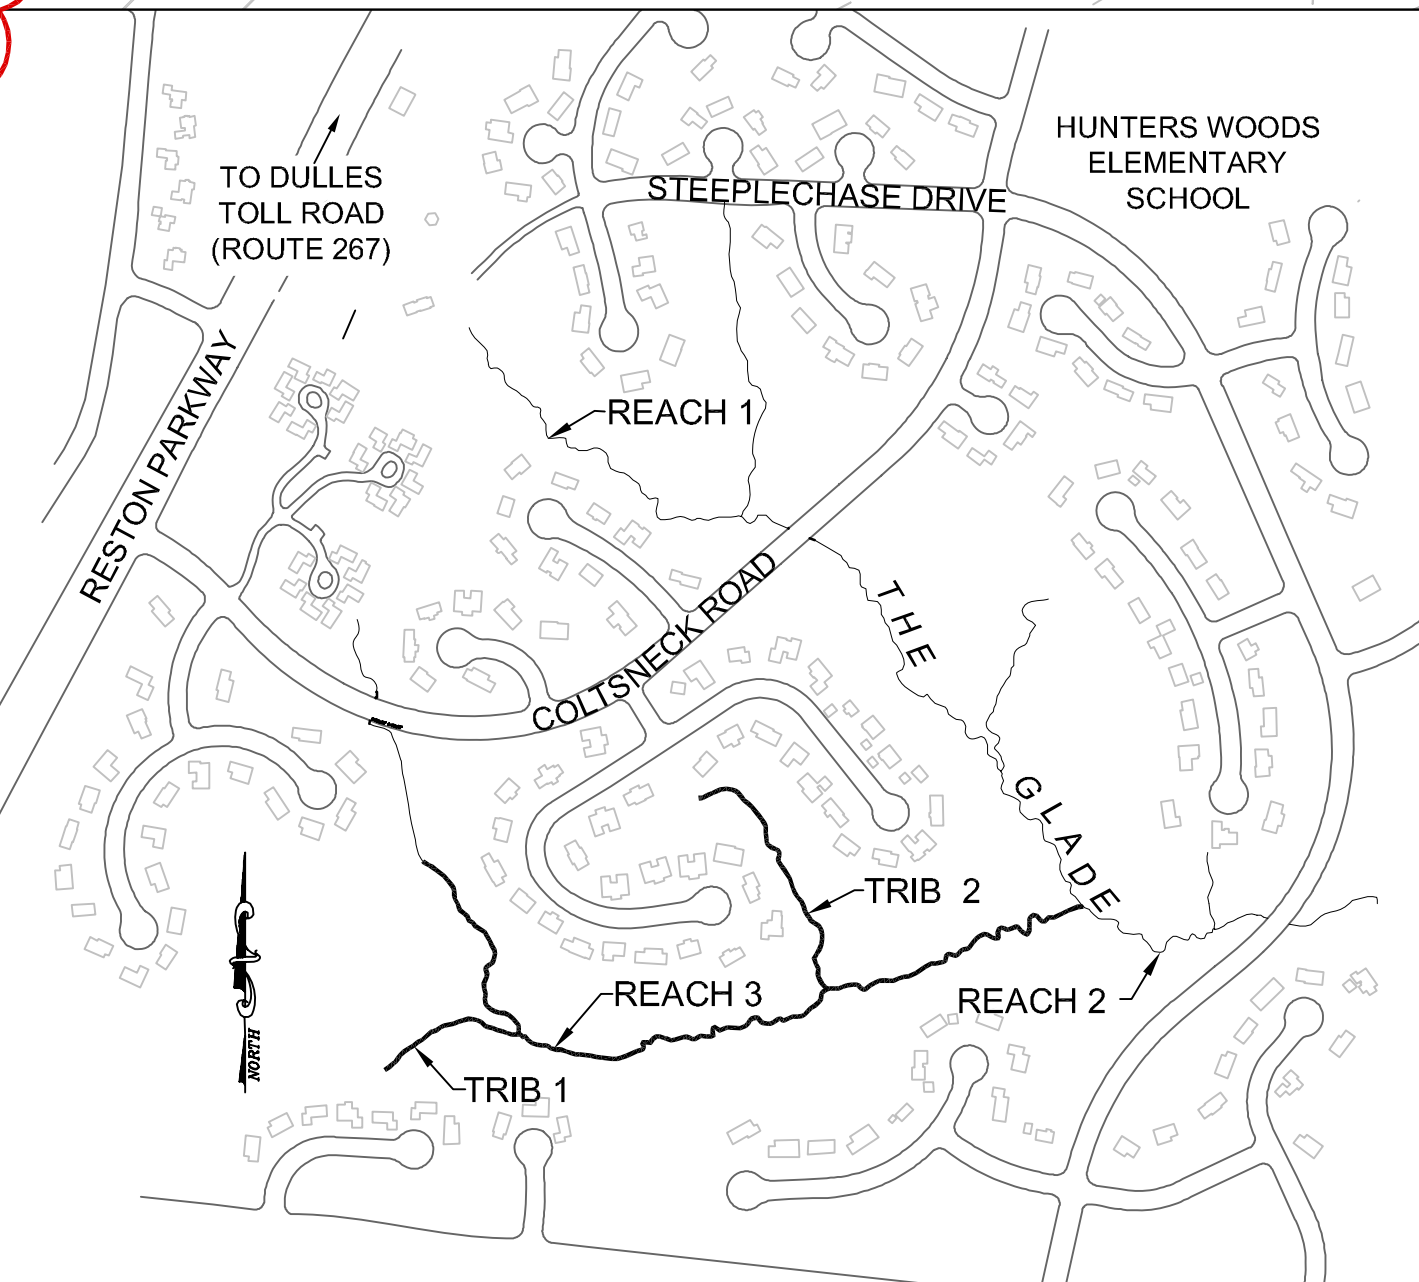 HUNTERS WOODS
ELEMENTARY
SCHOOL
TO DULLES
TOLL ROAD
(ROUTE 267)
STEEPLECHASE DRIVE
RESTON PARKWAY
REACH 1
COLTSNECK ROAD
THE
GLADE
TRIB 2
REACH 3
REACH 2
NORTH
TRIB 1